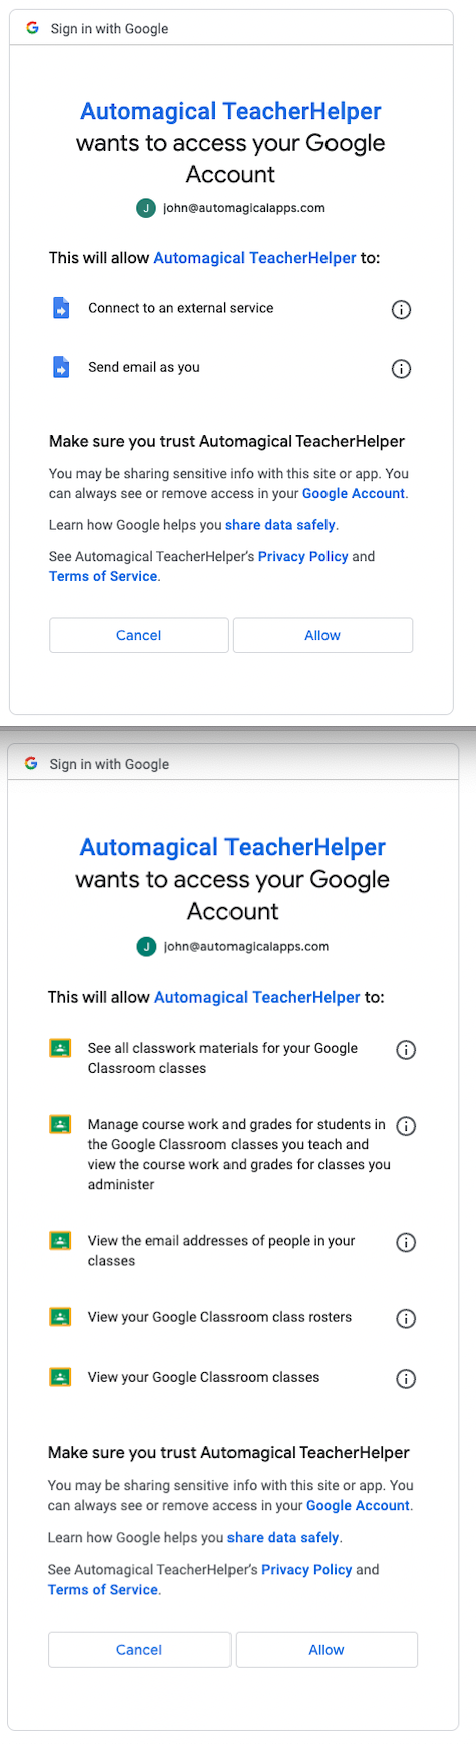 Sign in with Google
Automagical TeacherHelper
wants to access your Google
Account
J john@automagicalapps.com
This will allow Automagical TeacherHelper to:
Connect to an external service
Send email as you
Make sure you trust Automagical TeacherHelper
You may be sharing sensitive info with this site or app. You
can always see or remove access in your Google Account.
Learn how Google helps you share data safely.
See Automagical TeacherHelper's Privacy Policy and
Terms of Service.
Cancel Allow
Sign in with Google
Automagical TeacherHelper
wants to access your Google
Account
J john@automagicalapps.com
This will allow Automagical TeacherHelper to:
See all classwork materials for your Google
Classroom classes
Manage course work and grades for students in
the Google Classroom classes you teach and
view the course work and grades for classes you
administer
View the email addresses of people in your
classes
View your Google Classroom class rosters
View your Google Classroom classes
Make sure you trust Automagical TeacherHelper
You may be sharing sensitive info with this site or app. You
can always see or remove access in your Google Account.
Learn how Google helps you share data safely.
See Automagical TeacherHelper's Privacy Policy and
Terms of Service.
Cancel Allow